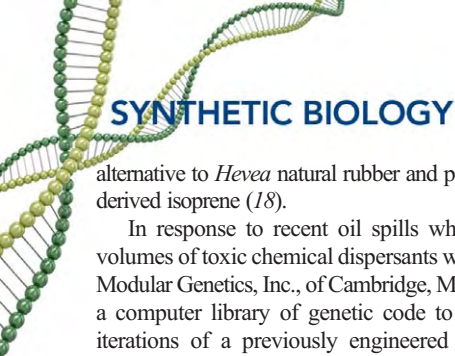 SYNTHETIC BIOLOGY
alternative to Hevea natural rubber and p
derived isoprene (18).
In response to recent oil spills wh
volumes of toxic chemical dispersants w
Modular Genetics, Inc., of Cambridge, M
a computer library of genetic code to
iterations of a previously engineered